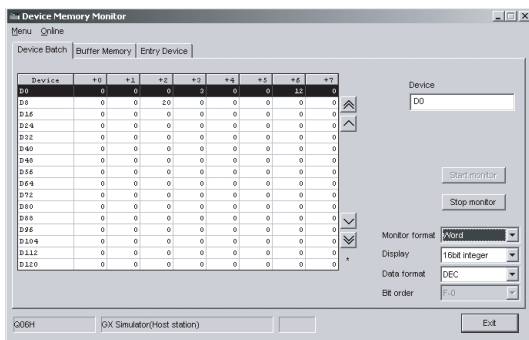 Device Memory Monitor
Menu Online
Device Batch Buffer Memory Entry Device
Device +0 +1 +2 +3 +4 +5 +6 +7
D0 0 0 0 3 0 0 12 0
D8 0 0 20 0 0 0 0 0
D16 0 0 0 0 0 0 0 0
D24 0 0 0 0 0 0 0 0
D32 0 0 0 0 0 0 0 0
D40 0 0 0 0 0 0 0 0
D48 0 0 0 0 0 0 0 0
D56 0 0 0 0 0 0 0 0
D64 0 0 0 0 0 0 0 0
D72 0 0 0 0 0 0 0 0
D80 0 0 0 0 0 0 0 0
D88 0 0 0 0 0 0 0 0
D96 0 0 0 0 0 0 0 0
D104 0 0 0 0 0 0 0 0
D112 0 0 0 0 0 0 0 0
D120 0 0 0 0 0 0 0 0
*
Device
D0
Start monitor
Stop monitor
Monitor format Word
Display 16bit integer
Data format DEC
Bit order F-0
Q06H GX Simulator(Host station)
Exit